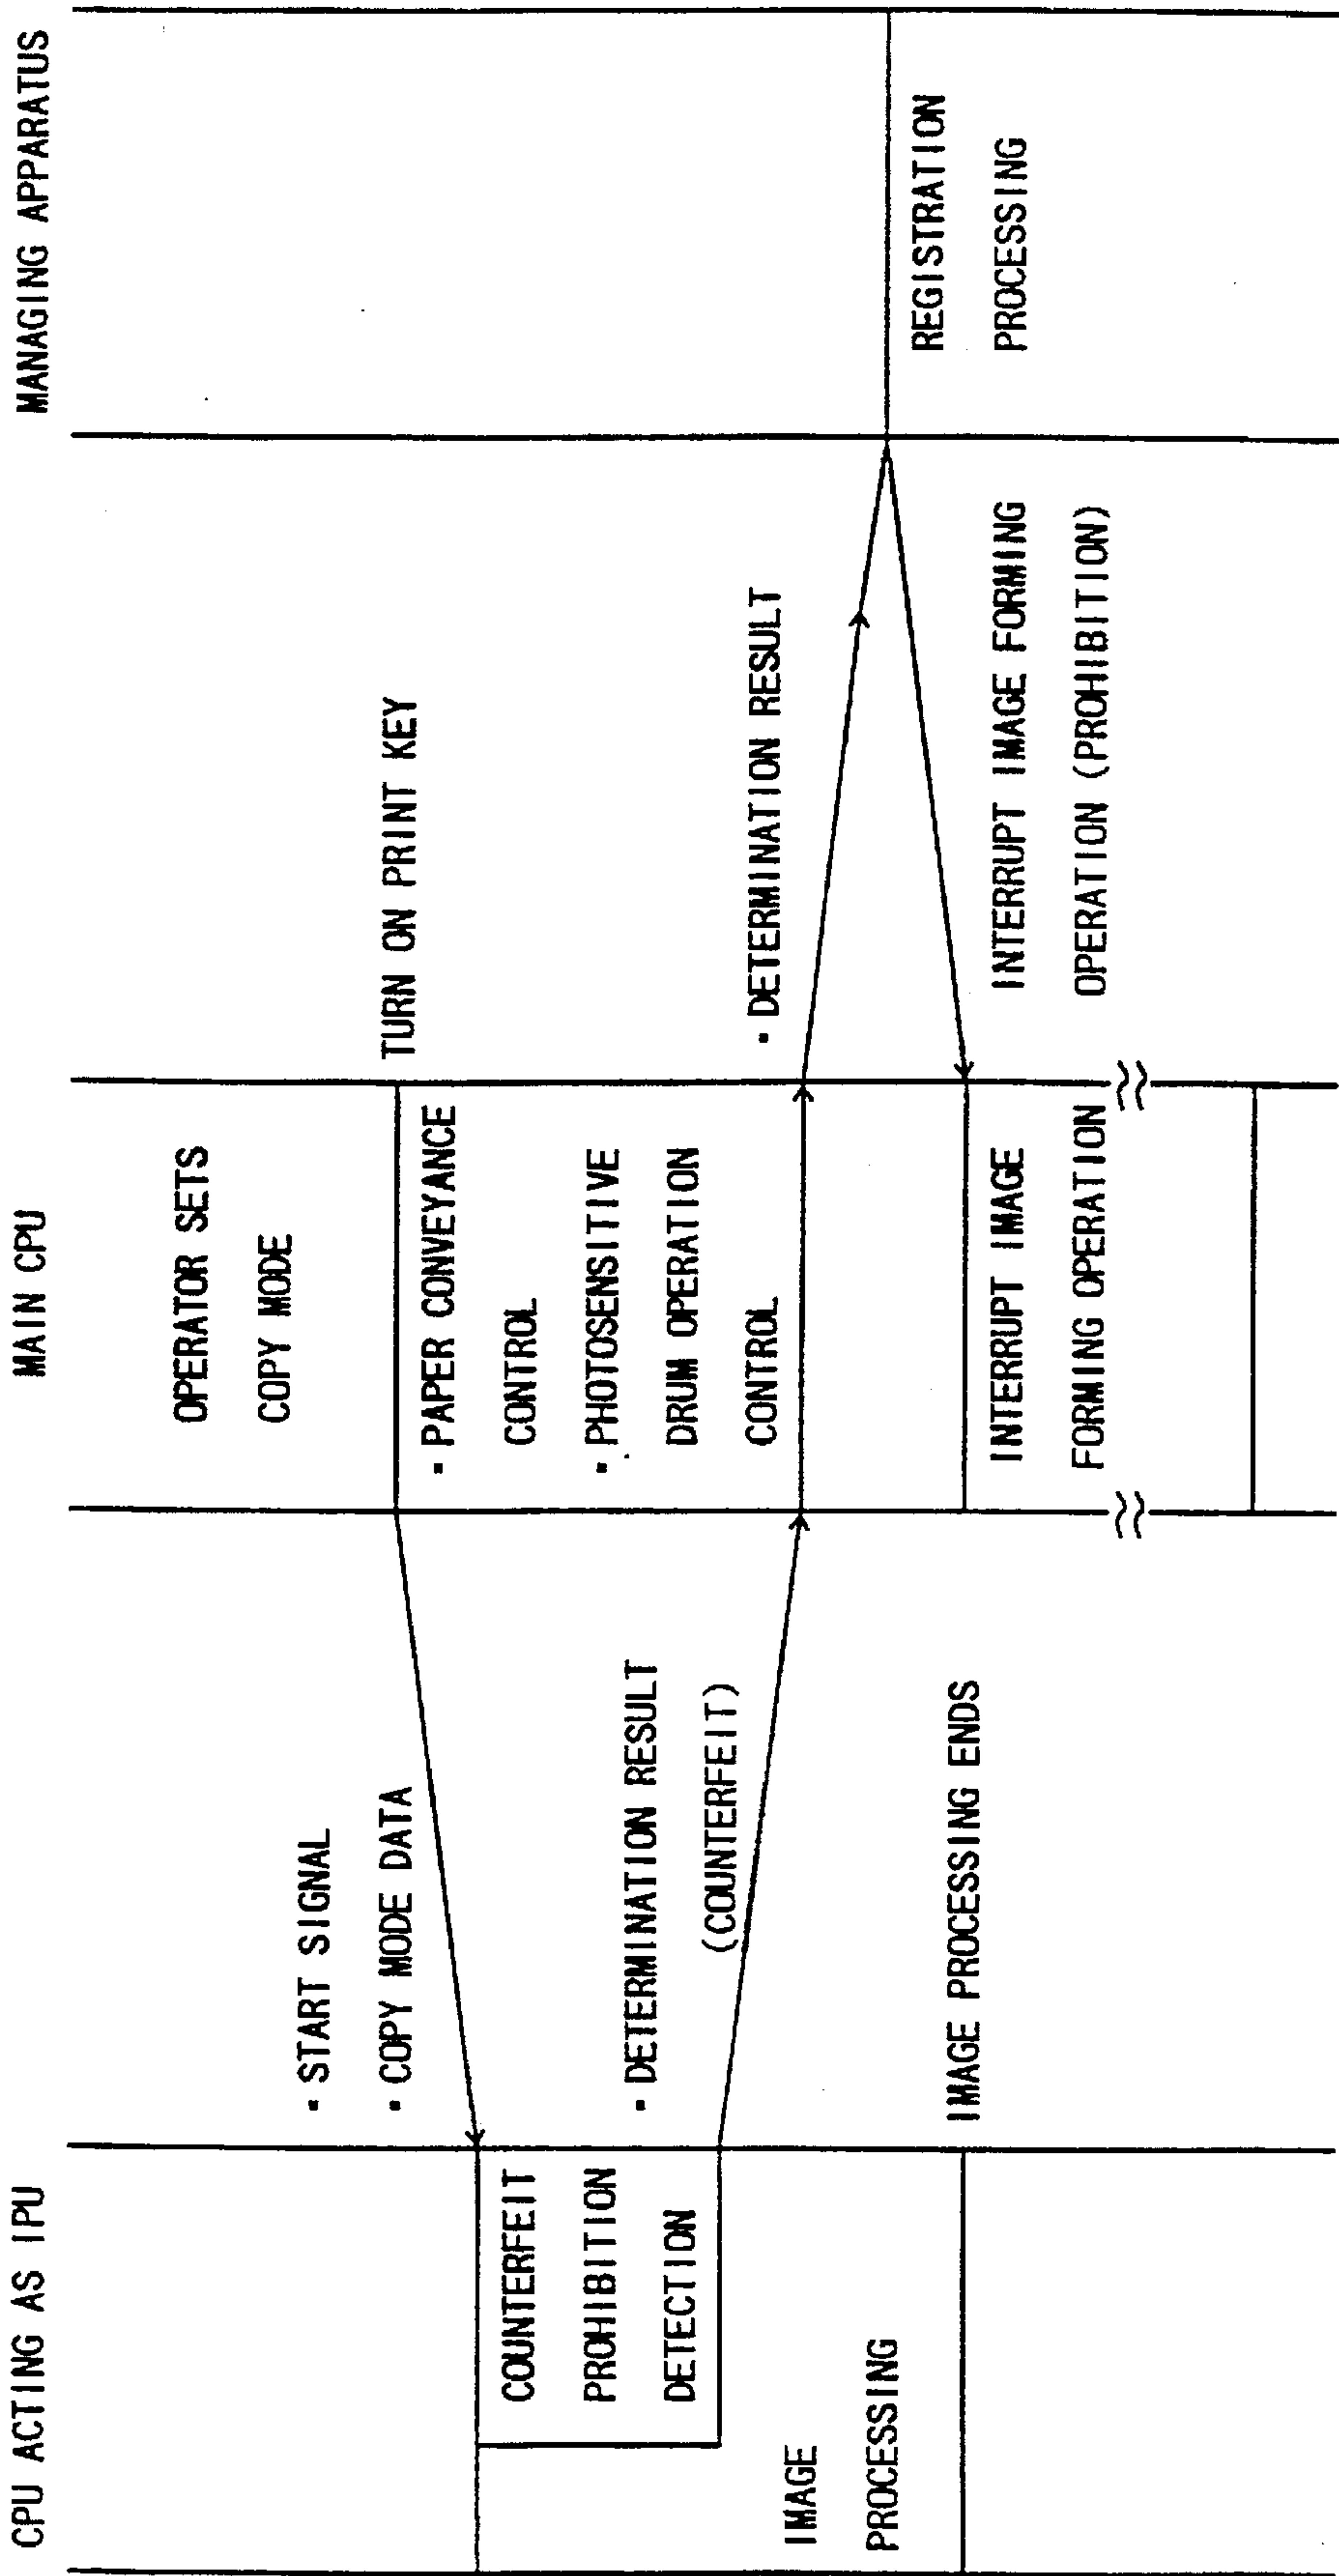 CPU ACTING AS IPU
MAIN CPU
MANAGING APPARATUS
OPERATOR SETS
COPY MODE
· START SIGNAL
· COPY MODE DATA
TURN ON PRINT KEY
COUNTERFEIT
PROHIBITION
DETECTION
· PAPER CONVEYANCE
CONTROL
· PHOTOSENSITIVE
DRUM OPERATION
CONTROL
· DETERMINATION RESULT
(COUNTERFEIT)
· DETERMINATION RESULT
IMAGE
PROCESSING
REGISTRATION
PROCESSING
IMAGE PROCESSING ENDS
INTERRUPT IMAGE
FORMING OPERATION
INTERRUPT IMAGE FORMING
OPERATION (PROHIBITION)